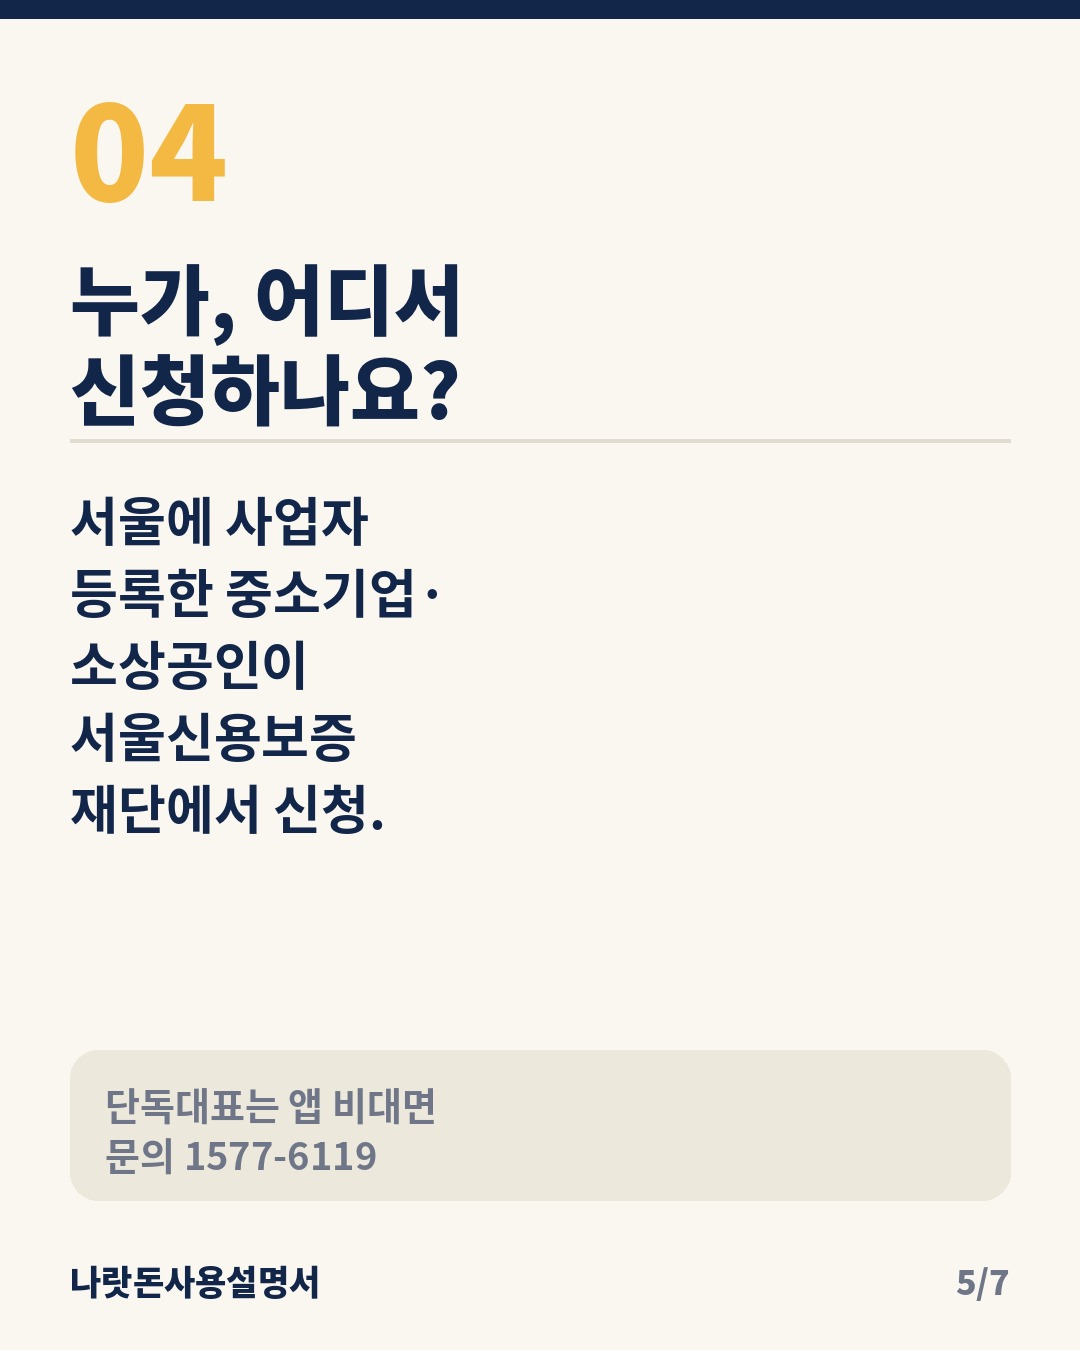 04
누가, 어디서
신청하나요?
서울에 사업자
등록한 중소기업·
소상공인이
서울신용보증
재단에서 신청.
단독대표는 앱 비대면
문의 1577-6119
나랏돈사용설명서
5/7